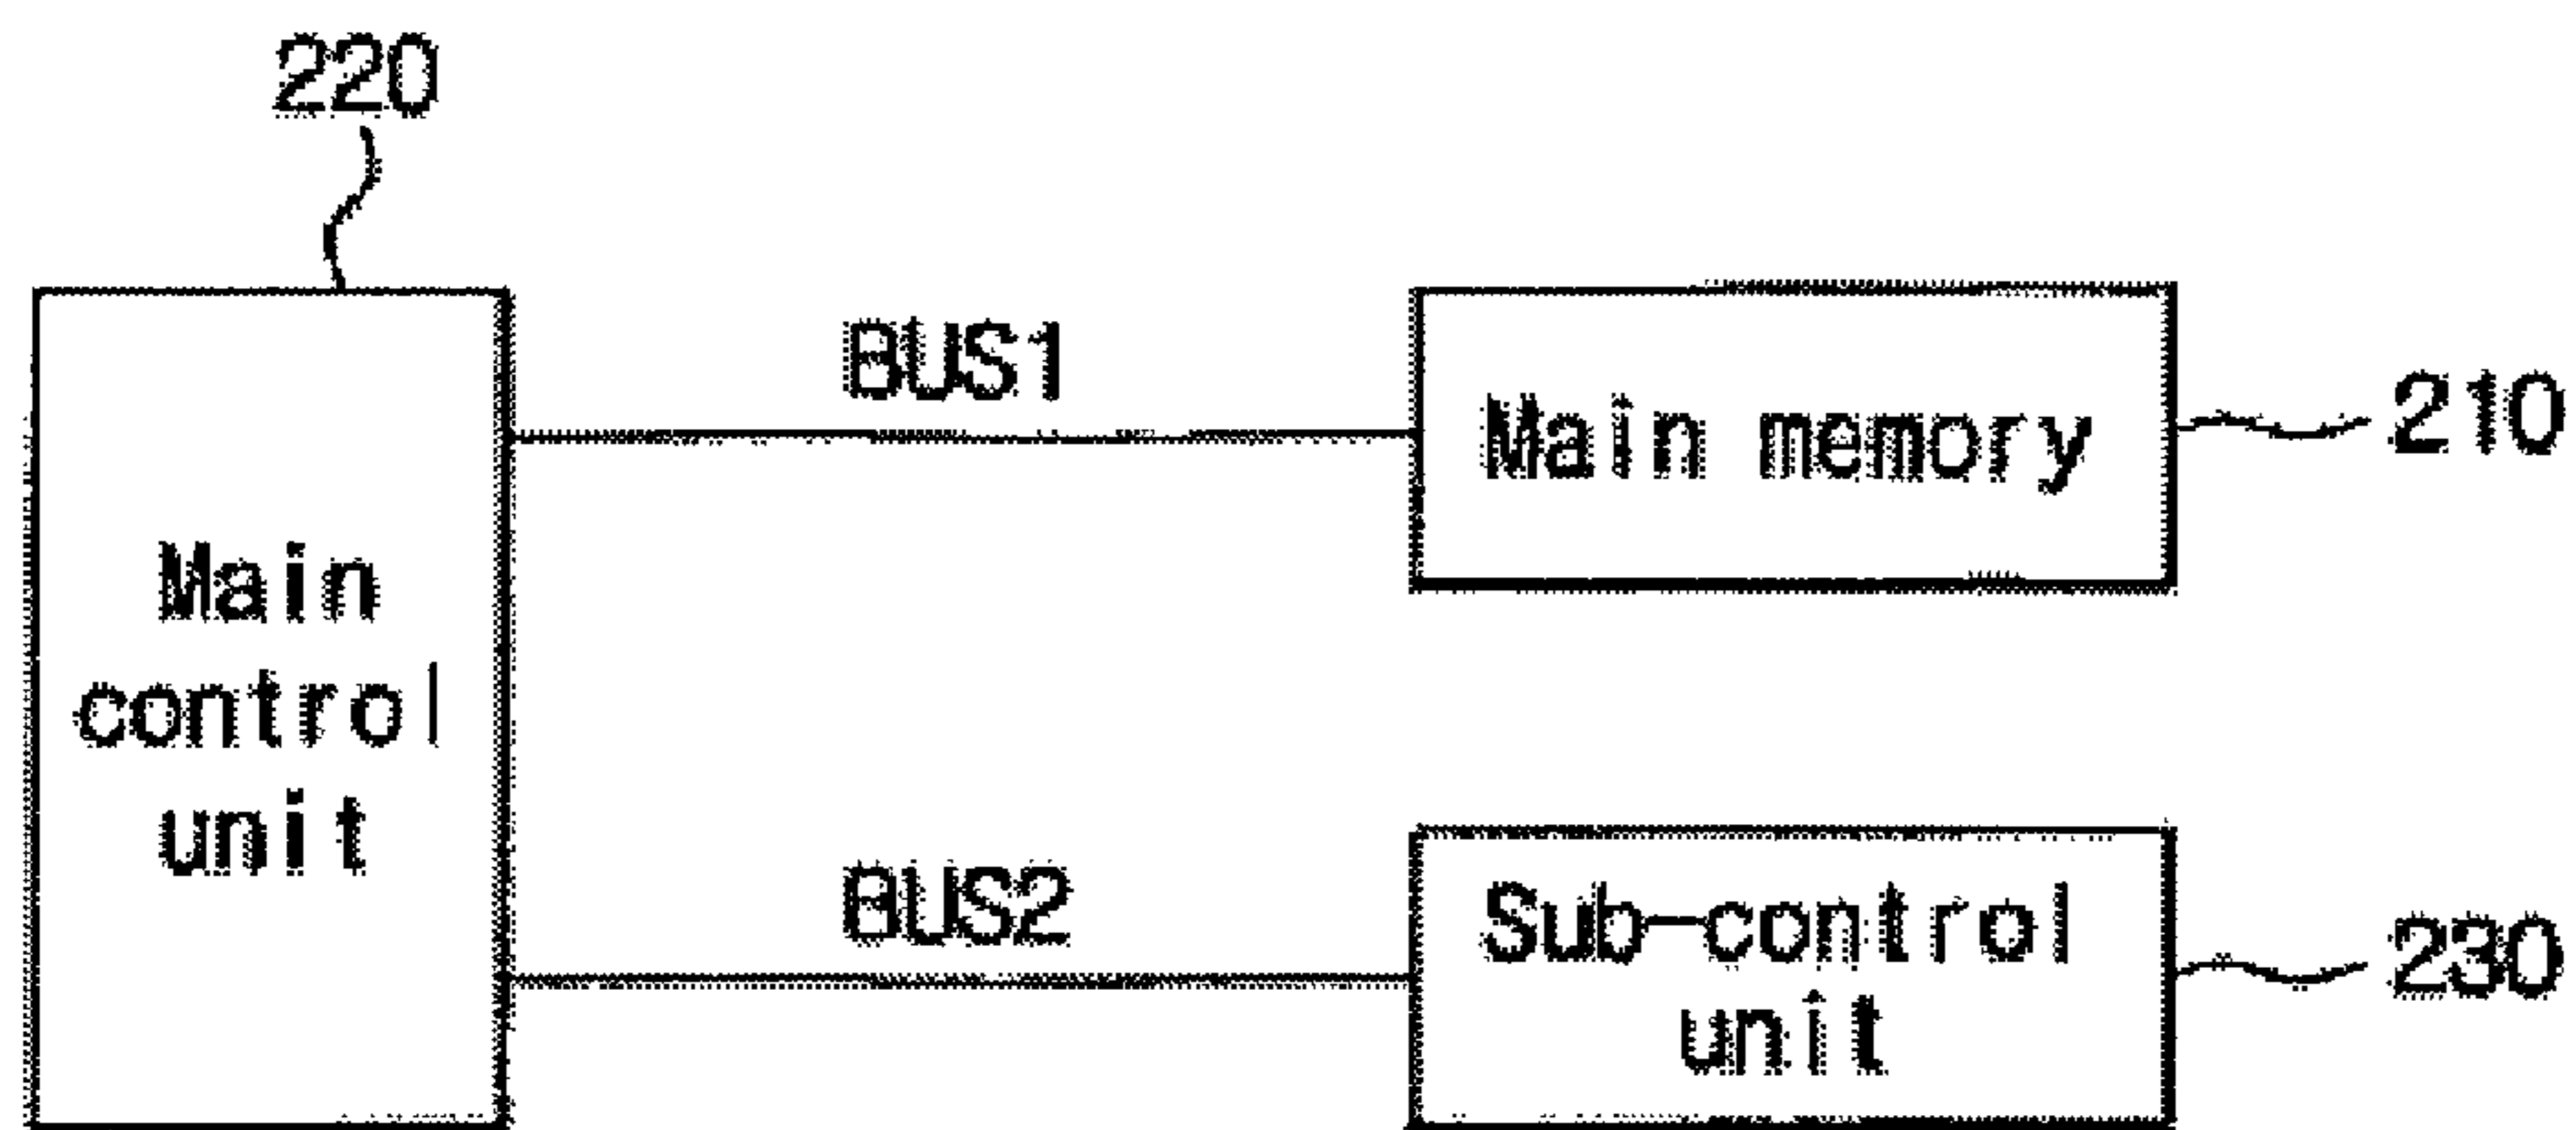 220
BUS1
Main memory
210
Main
control
unit
BUS2
Sub-control
unit
230